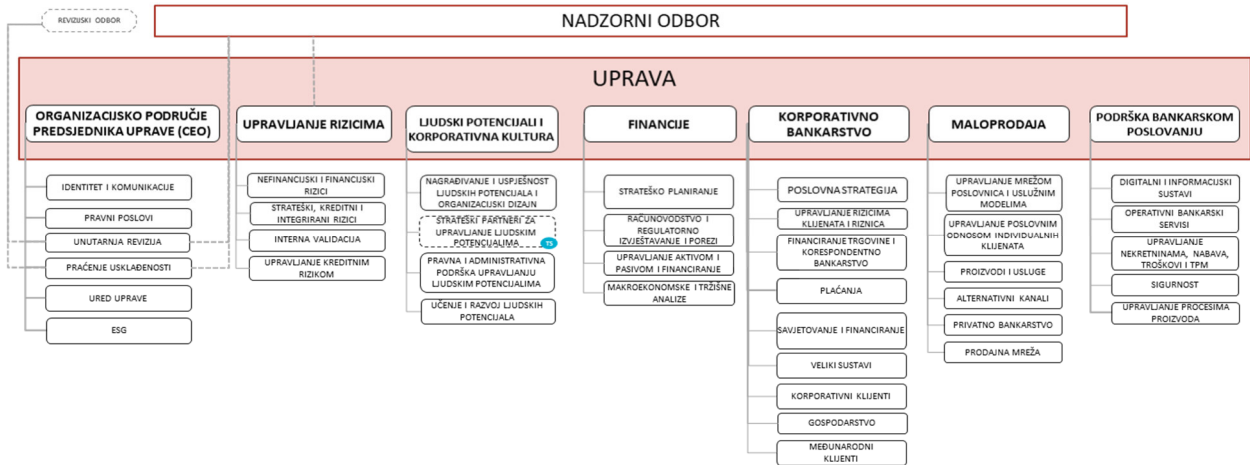 REVIZIJSKI ODBOR
NADZORNI ODBOR
UPRAVA
ORGANIZACIJSKO PODRUČJE
PREDSJEDNIKA UPRAVE (CEO)
IDENTITET I KOMUNIKACIJE
PRAVNI POSLOVI
UNUTARNJA REVIZIJA
PRAĆENJE USKLAĐENOSTI
URED UPRAVE
ESG
UPRAVLJANJE RIZICIMA
NEFINANCIJSKI I FINANCIJSKI
RIZICI
STRATEŠKI, KREDITNI I
INTEGRIRANI RIZICI
INTERNA VALIDACIJA
UPRAVLJANJE KREDITNIM
RIZIKOM
LJUDSKI POTENCIJALI I
KORPORATIVNA KULTURA
NAGRAĐIVANJE I USPJEŠNOST
LJUDSKIH POTENCIJALA I
ORGANIZACIJSKI DIZAJN
STRATEŠKI PARTNERI ZA
UPRAVLJANJE LJUDSKIM
POTENCIJALIMA
TS
PRAVNA I ADMINISTRATIVNA
PODRŠKA UPRAVLJANJU
LJUDSKIM POTENCIJALIMA
UČENJE I RAZVOJ LJUDSKIH
POTENCIJALA
FINANCIJE
STRATEŠKO PLANIRANJE
RAČUNOVODSTVO I
REGULATORNO
IZVJEŠTAVANJE I POREZI
UPRAVLJANJE AKTIVOM I
PASIVOM I FINANCIRANJE
MAKROEKONOMSKE I TRŽIŠNE
ANALIZE
KORPORATIVNO
BANKARSTVO
POSLOVNA STRATEGIJA
UPRAVLJANJE RIZICIMA
KLIJENATA I RIZNICA
FINANCIRANJE TRGOVINE I
KORESPONDENTNO
BANKARSTVO
PLAĆANJA
SAVJETOVANJE I FINANCIRANJE
VELIKI SUSTAVI
KORPORATIVNI KLIJENTI
GOSPODARSTVO
MEĐUNARODNI
KLIJENTI
MALOPRODAJA
UPRAVLJANJE MREŽOM
POSLOVNICA I USLUŽNIM
MODELIMA
UPRAVLJANJE POSLOVNIM
ODNOSOM INDIVIDUALNIH
KLIJENATA
PROIZVODI I USLUGE
ALTERNATIVNI KANALI
PRIVATNO BANKARSTVO
PRODAJNA MREŽA
PODRŠKA BANKARSKOM
POSLOVANJU
DIGITALNI I INFORMACIJSKI
SUSTAVI
OPERATIVNI BANKARSKI
SERVISI
UPRAVLJANJE
NEKRETNINAMA, NABAVA,
TROŠKOVI I TPM
SIGURNOST
UPRAVLJANJE PROCESIMA
PROIZVODA